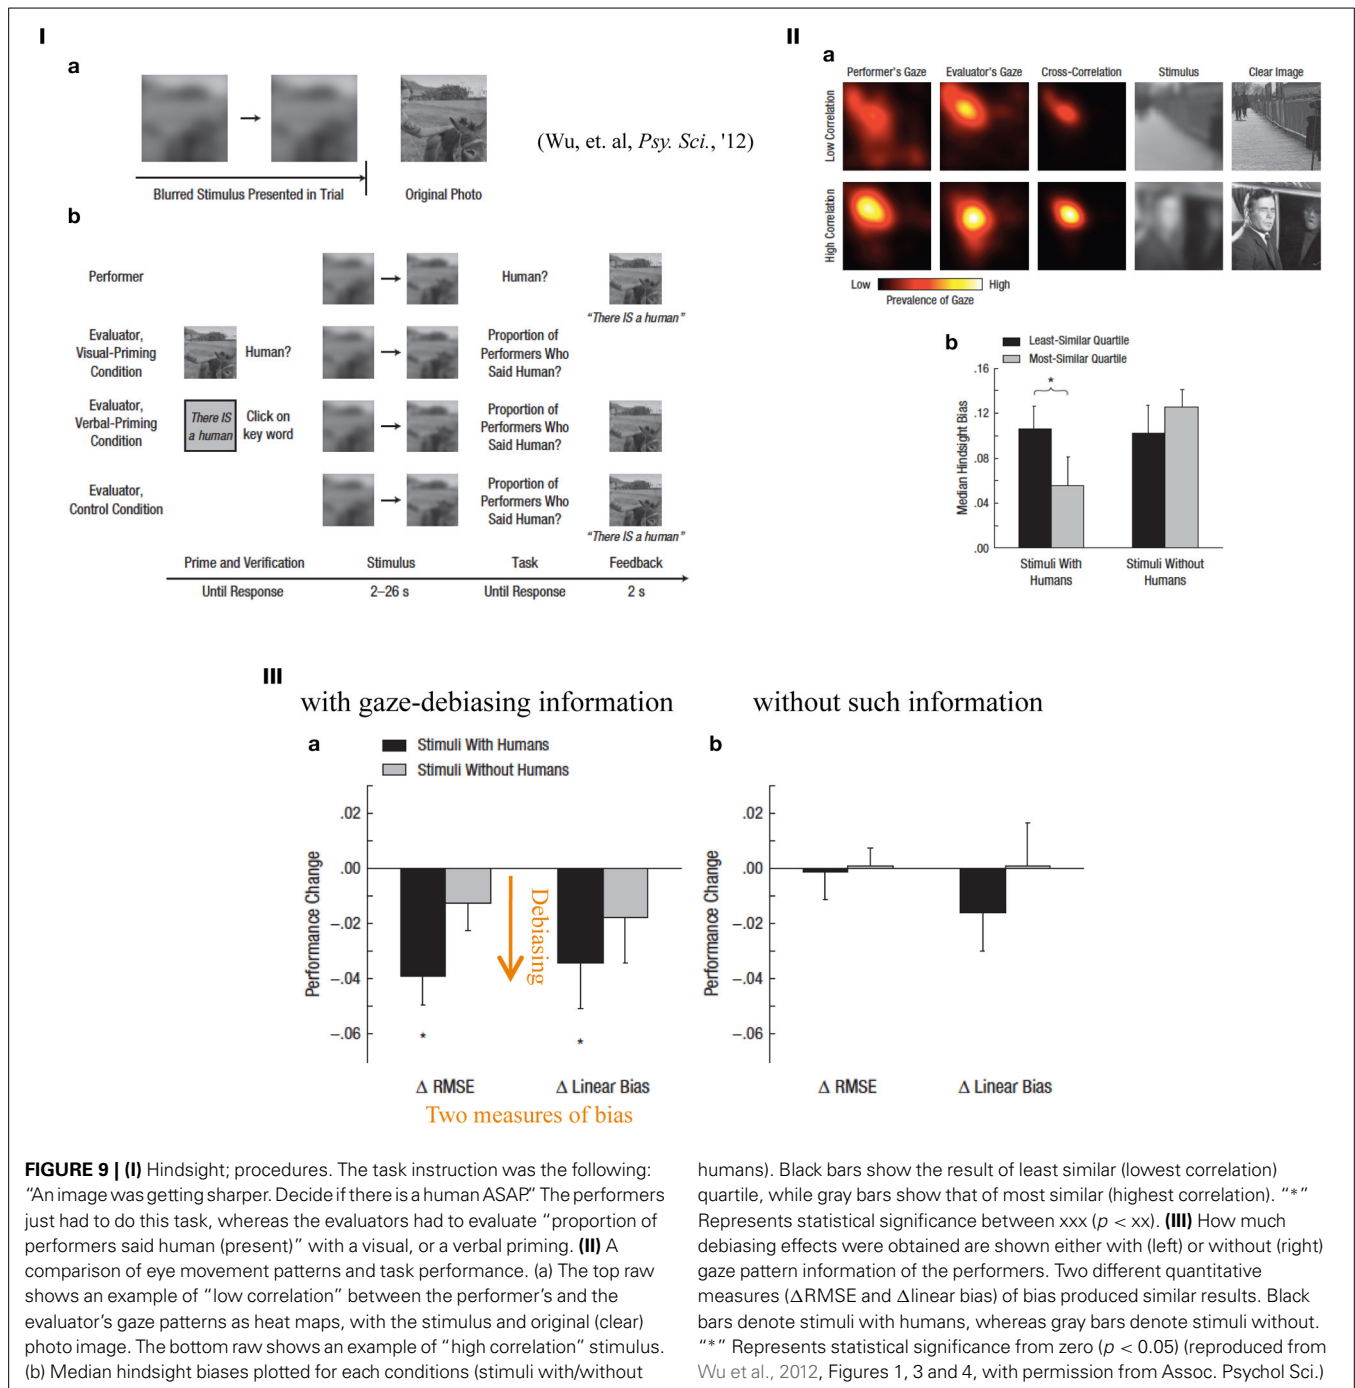 I
a
Blurred Stimulus Presented in Trial
Original Photo
(Wu, et. al, Psy. Sci., '12)
b
Performer
Human?
"There IS a human"
Evaluator,
Visual-Priming
Condition
Human?
Proportion of
Performers Who
Said Human?
Evaluator,
Verbal-Priming
Condition
There IS
a human
Click on
key word
Proportion of
Performers Who
Said Human?
Evaluator,
Control Condition
Proportion of
Performers Who
Said Human?
"There IS a human"
Prime and Verification
Stimulus
Task
Feedback
Until Response
2–26 s
Until Response
2 s
II
a
Performer's Gaze
Evaluator's Gaze
Cross-Correlation
Stimulus
Clear Image
Low Correlation
High Correlation
Low
High
Prevalence of Gaze
b
Least-Similar Quartile
Most-Similar Quartile
Median Hindsight Bias
.16
.12
.08
.04
.00
*
Stimuli With
Humans
Stimuli Without
Humans
III
with gaze-debiasing information
without such information
a
Stimuli With Humans
Stimuli Without Humans
Performance Change
.02
.00
–.02
–.04
–.06
Debiasing
*
*
Δ RMSE
Δ Linear Bias
Two measures of bias
b
Performance Change
.02
.00
–.02
–.04
–.06
Δ RMSE
Δ Linear Bias
FIGURE 9 | (I) Hindsight; procedures. The task instruction was the following:
"An image was getting sharper. Decide if there is a human ASAP." The performers
just had to do this task, whereas the evaluators had to evaluate "proportion of
performers said human (present)" with a visual, or a verbal priming. (II) A
comparison of eye movement patterns and task performance. (a) The top raw
shows an example of "low correlation" between the performer's and the
evaluator's gaze patterns as heat maps, with the stimulus and original (clear)
photo image. The bottom raw shows an example of "high correlation" stimulus.
(b) Median hindsight biases plotted for each conditions (stimuli with/without
humans). Black bars show the result of least similar (lowest correlation)
quartile, while gray bars show that of most similar (highest correlation). "*"
Represents statistical significance between xxx (p < xx). (III) How much
debiasing effects were obtained are shown either with (left) or without (right)
gaze pattern information of the performers. Two different quantitative
measures (ΔRMSE and Δlinear bias) of bias produced similar results. Black
bars denote stimuli with humans, whereas gray bars denote stimuli without.
"*" Represents statistical significance from zero (p < 0.05) (reproduced from
Wu et al., 2012, Figures 1, 3 and 4, with permission from Assoc. Psychol Sci.)